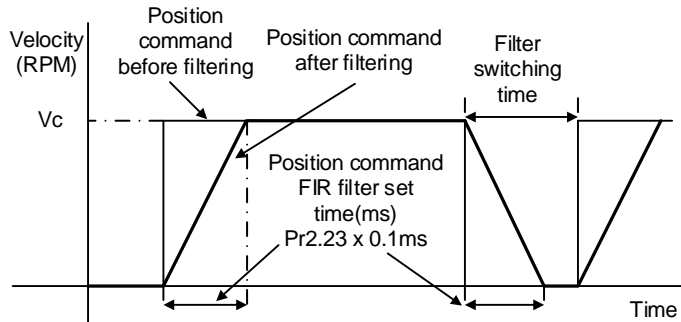 Velocity
(RPM)
Position
command
before filtering
Position command
after filtering
Filter
switching
time
Vc
Position command
FIR filter set
time(ms)
Pr2.23 x 0.1ms
Time